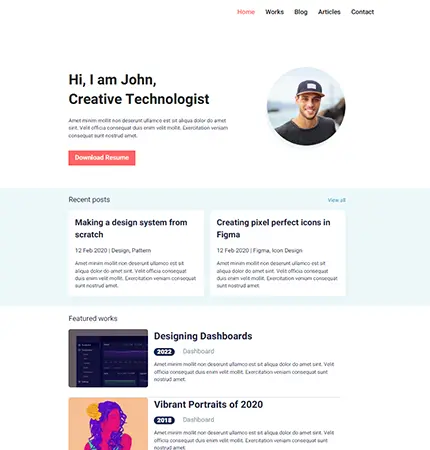 Home Works Blog Articles Contact
Hi, I am John,
Creative Technologist
Amet minim mollit non deserunt ullamco est sit aliqua dolor do amet
sint. Velit officia consequat duis enim velit mollit. Exercitation veniam
consequat sunt nostrud amet.
Download Resume
Recent posts
View all
Making a design system from
scratch
12 Feb 2020 | Design, Pattern
Amet minim mollit non deserunt ullamco est sit
aliqua dolor do amet sint. Velit officia consequat
duis enim velit mollit. Exercitation veniam consequat
sunt nostrud amet.
Creating pixel perfect icons in
Figma
12 Feb 2020 | Figma, Icon Design
Amet minim mollit non deserunt ullamco est sit
aliqua dolor do amet sint. Velit officia consequat
duis enim velit mollit. Exercitation veniam consequat
sunt nostrud amet.
Featured works
Designing Dashboards
2022 Dashboard
Amet minim mollit non deserunt ullamco est sit aliqua dolor do amet sint. Velit
officia consequat duis enim velit mollit. Exercitation veniam consequat sunt
nostrud amet.
Vibrant Portraits of 2020
2018 Dashboard
Amet minim mollit non deserunt ullamco est sit aliqua dolor do amet sint. Velit
officia consequat duis enim velit mollit. Exercitation veniam consequat sunt